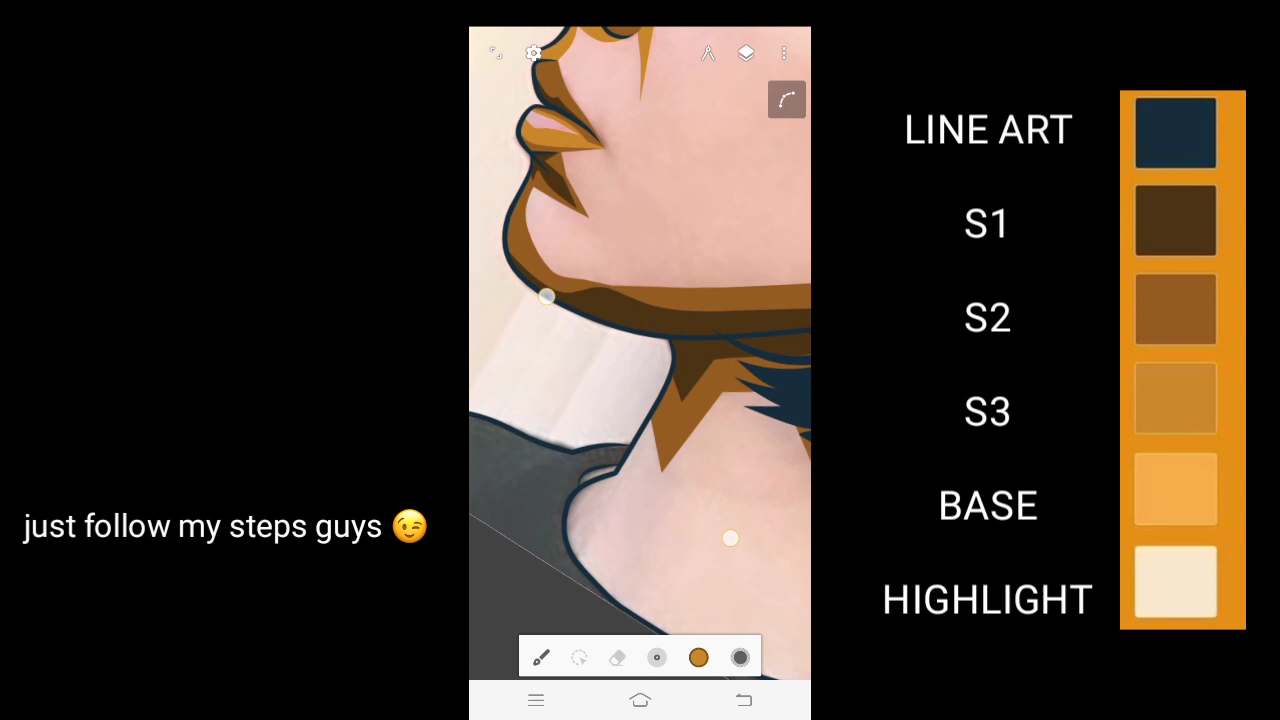 LINE ART
S1
S2
S3
BASE
just follow my steps guys 😉
HIGHLIGHT